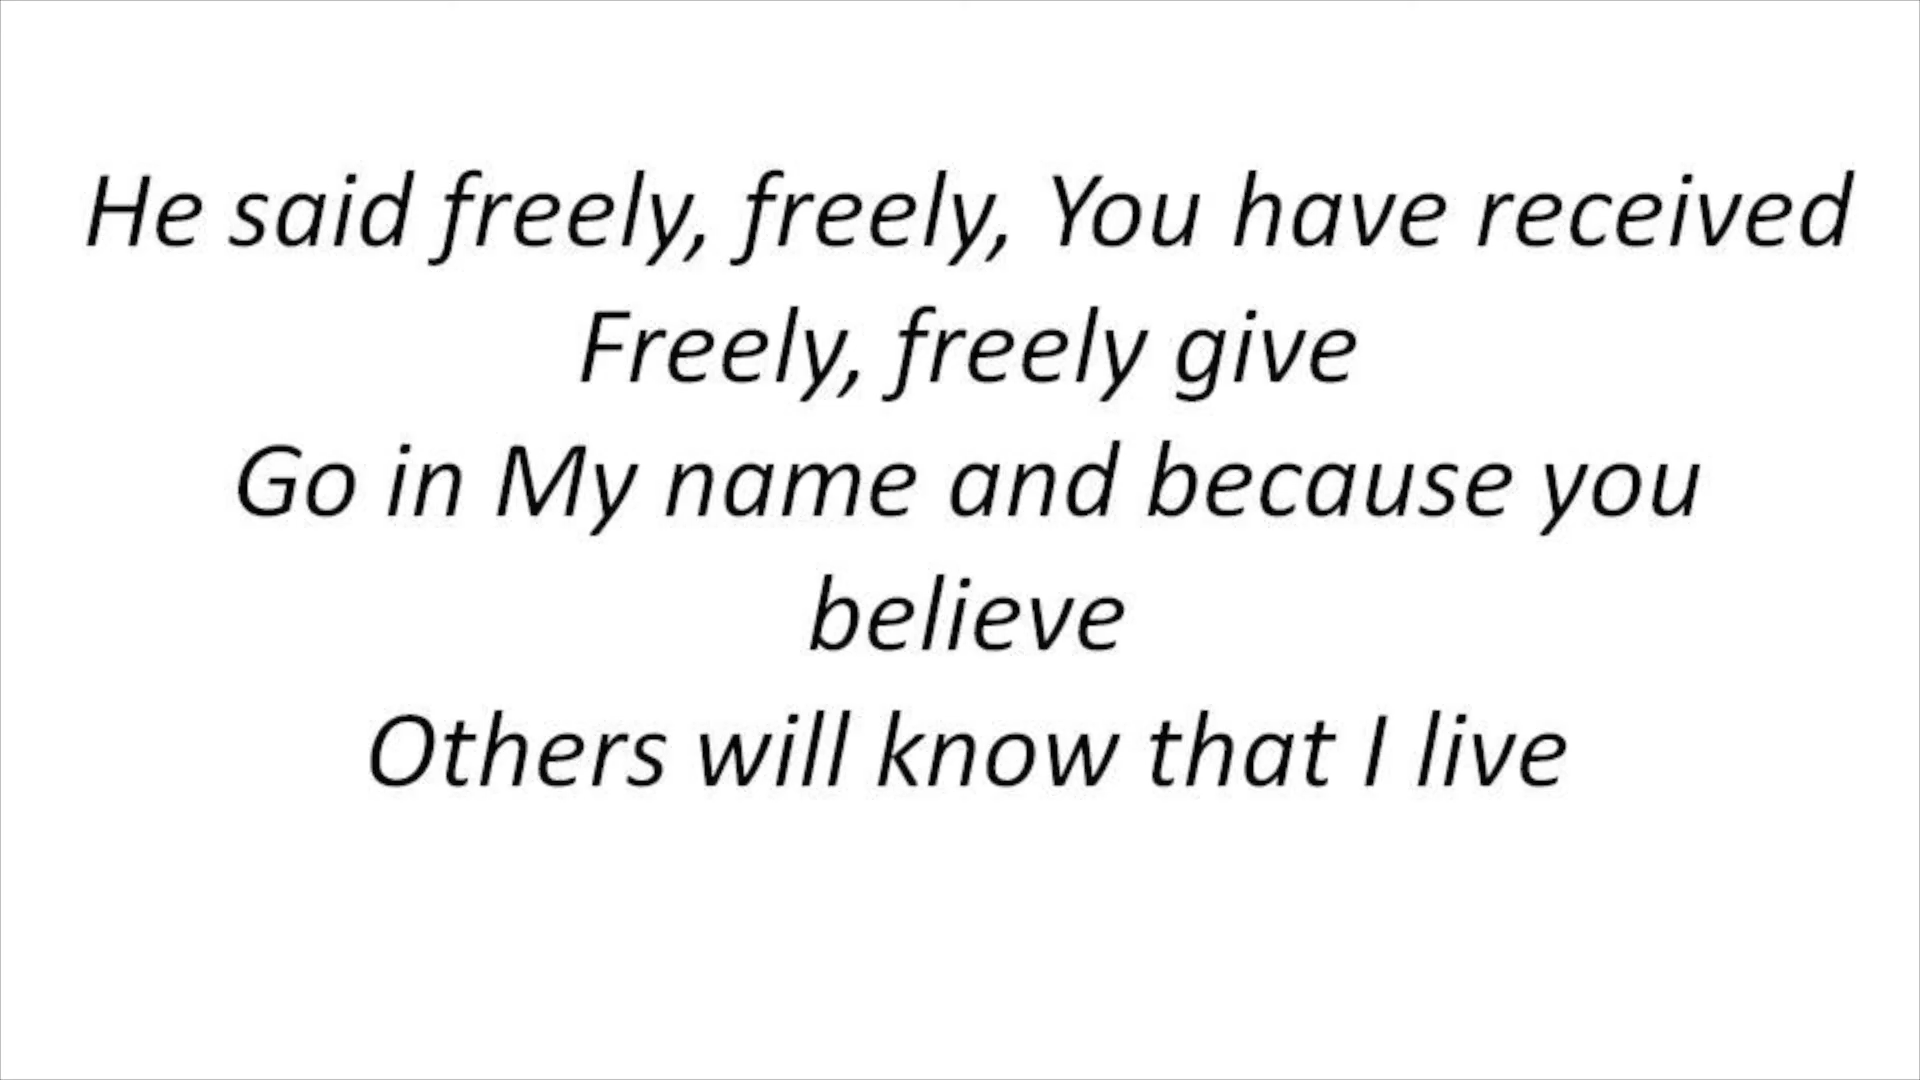 He said freely, freely, You have received
Freely, freely give
Go in My name and because you
believe
Others will know that I live